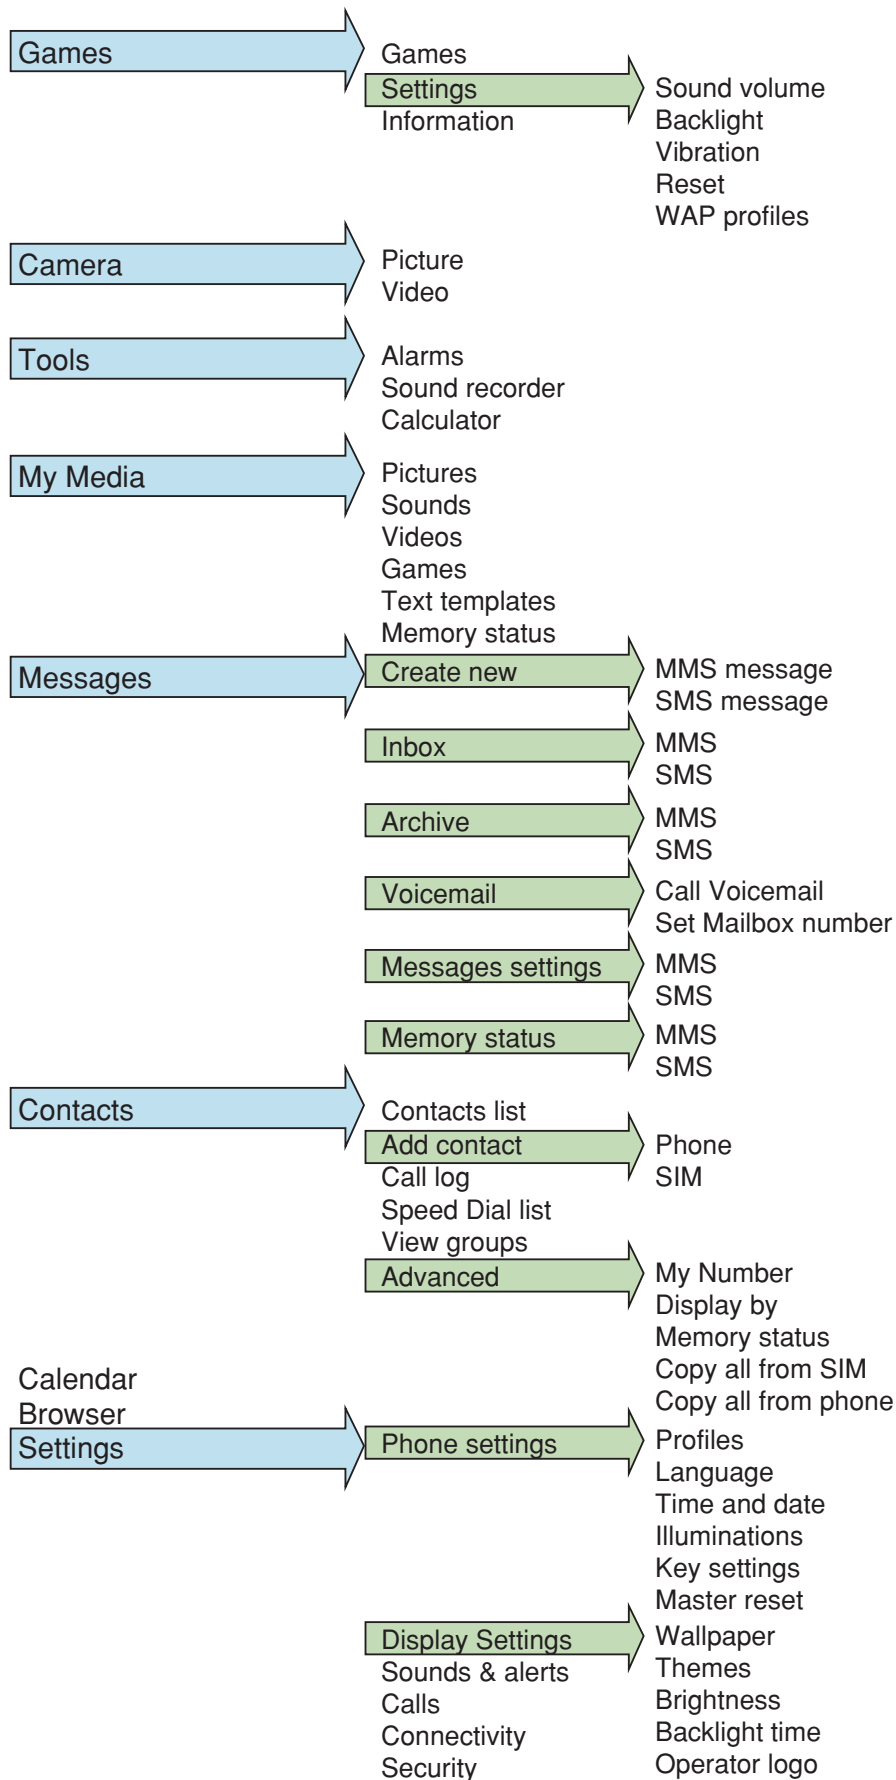 Games
Games
Settings
Information
Sound volume
Backlight
Vibration
Reset
WAP profiles
Camera
Picture
Video
Tools
Alarms
Sound recorder
Calculator
My Media
Pictures
Sounds
Videos
Games
Text templates
Memory status
Messages
Create new
MMS message
SMS message
Inbox
MMS
SMS
Archive
MMS
SMS
Voicemail
Call Voicemail
Set Mailbox number
Messages settings
MMS
SMS
Memory status
MMS
SMS
Contacts
Contacts list
Add contact
Phone
SIM
Call log
Speed Dial list
View groups
Advanced
My Number
Display by
Memory status
Copy all from SIM
Copy all from phone
Calendar
Browser
Settings
Phone settings
Profiles
Language
Time and date
Illuminations
Key settings
Master reset
Display Settings
Wallpaper
Themes
Brightness
Backlight time
Operator logo
Sounds & alerts
Calls
Connectivity
Security